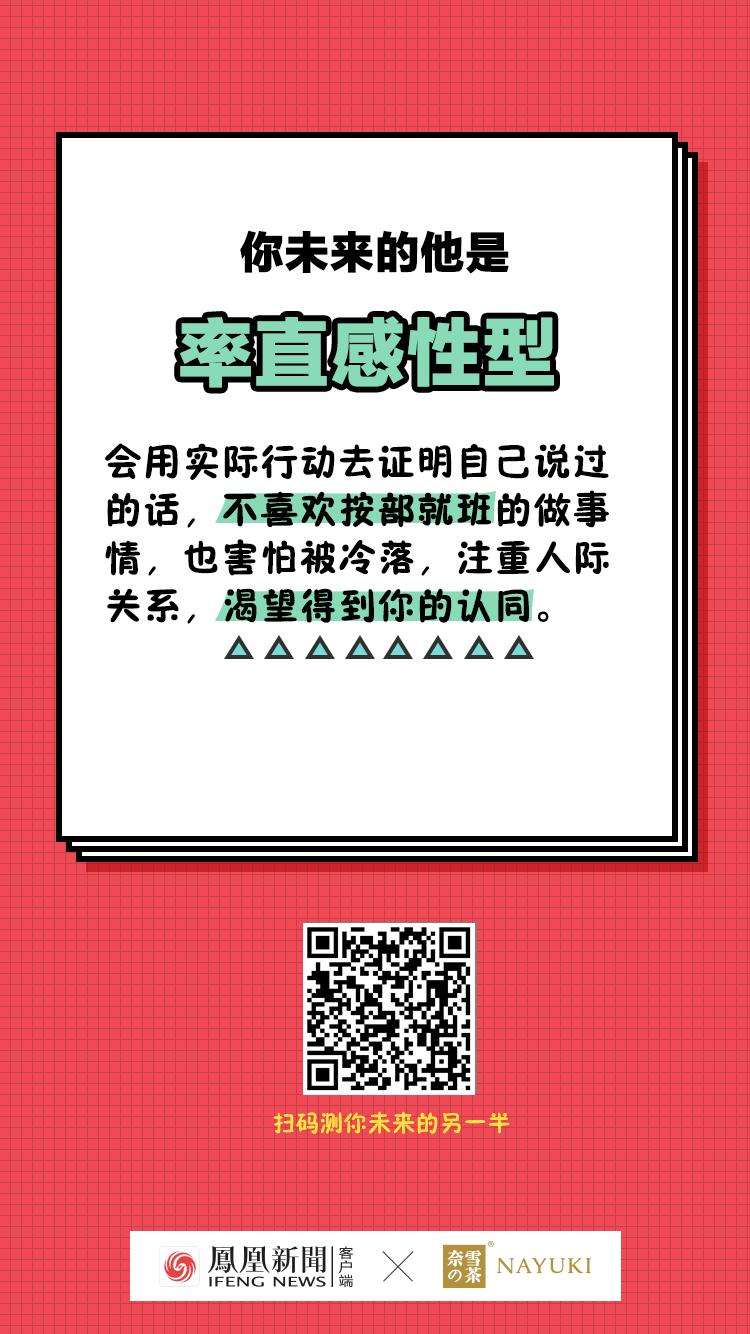 你未来的他是
率直感性型
会用实际行动去证明自己说过
的话，不喜欢按部就班的做事
情，也害怕被冷落，注重人际
关系，渴望得到你的认同。
扫码测你未来的另一半
鳳凰新聞 客户端
IFENG NEWS
奈雪の茶® NAYUKI